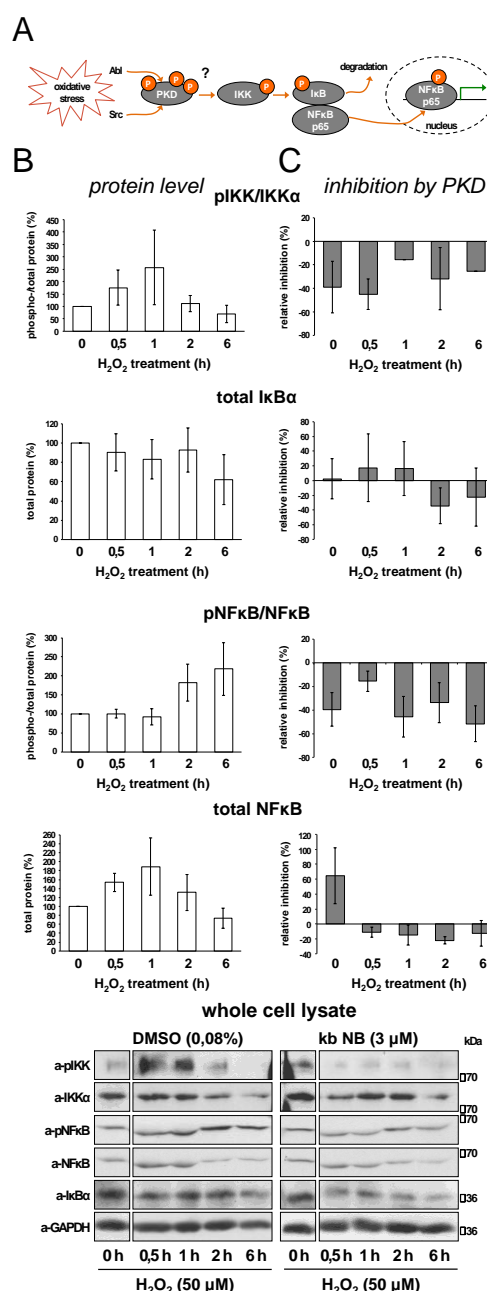 A
oxidative
stress
Abl
Src
P
P
P
PKD
?
P
IKK
P
IκB
NFκB
p65
degradation
P
NFκB
p65
nucleus
B
C
protein level
inhibition by PKD
pIKK/IKKα
phospho-/total protein (%)
450
400
350
300
250
200
150
100
50
0
0 0,5 1 2 6
H2O2 treatment (h)
relative inhibition (%)
0
-20
-40
-60
-80
0 0,5 1 2 6
H2O2 treatment (h)
total IκBα
total protein (%)
140
120
100
80
60
40
20
0
0 0,5 1 2 6
H2O2 treatment (h)
relative inhibition (%)
80
60
40
20
0
-20
-40
-60
-80
0 0,5 1 2 6
H2O2 treatment (h)
pNFκB/NFκB
phospho-/total protein (%)
300
250
200
150
100
50
0
0 0,5 1 2 6
H2O2 treatment (h)
relative inhibition (%)
20
0
-20
-40
-60
-80
0 0,5 1 2 6
H2O2 treatment (h)
total NFκB
total protein (%)
260
240
220
200
180
160
140
120
100
80
60
40
20
0
0 0,5 1 2 6
H2O2 treatment (h)
relative inhibition (%)
120
100
80
60
40
20
0
-20
-40
0 0,5 1 2 6
H2O2 treatment (h)
whole cell lysate
DMSO (0,08%) kb NB (3 μM) kDa
a-pIKK 70
a-IKKα 70
a-pNFκB 70
a-NFκB 70
a-IκBα 36
a-GAPDH 36
0 h 0,5 h 1 h 2 h 6 h 0 h 0,5 h 1 h 2 h 6 h
H2O2 (50 μM) H2O2 (50 μM)